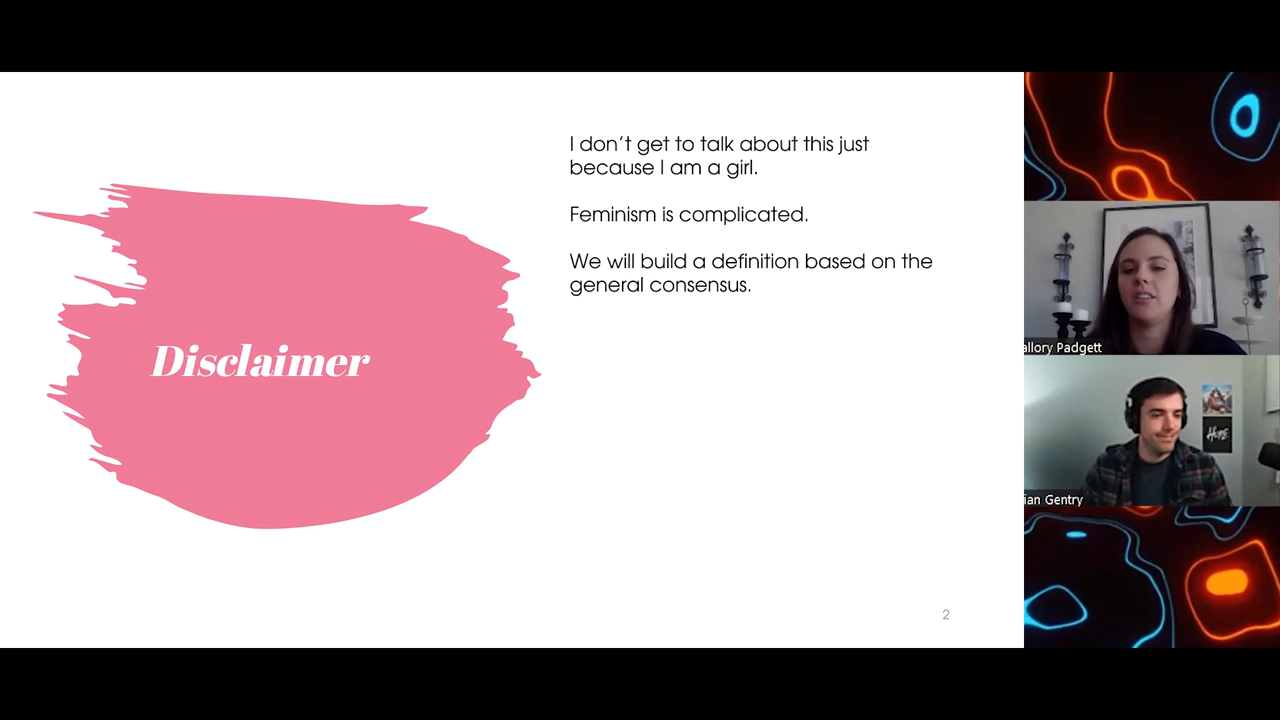 I don't get to talk about this just
because I am a girl.
Feminism is complicated.
We will build a definition based on the
general consensus.
Disclaimer
2
allory Padgett
ian Gentry
HOPE